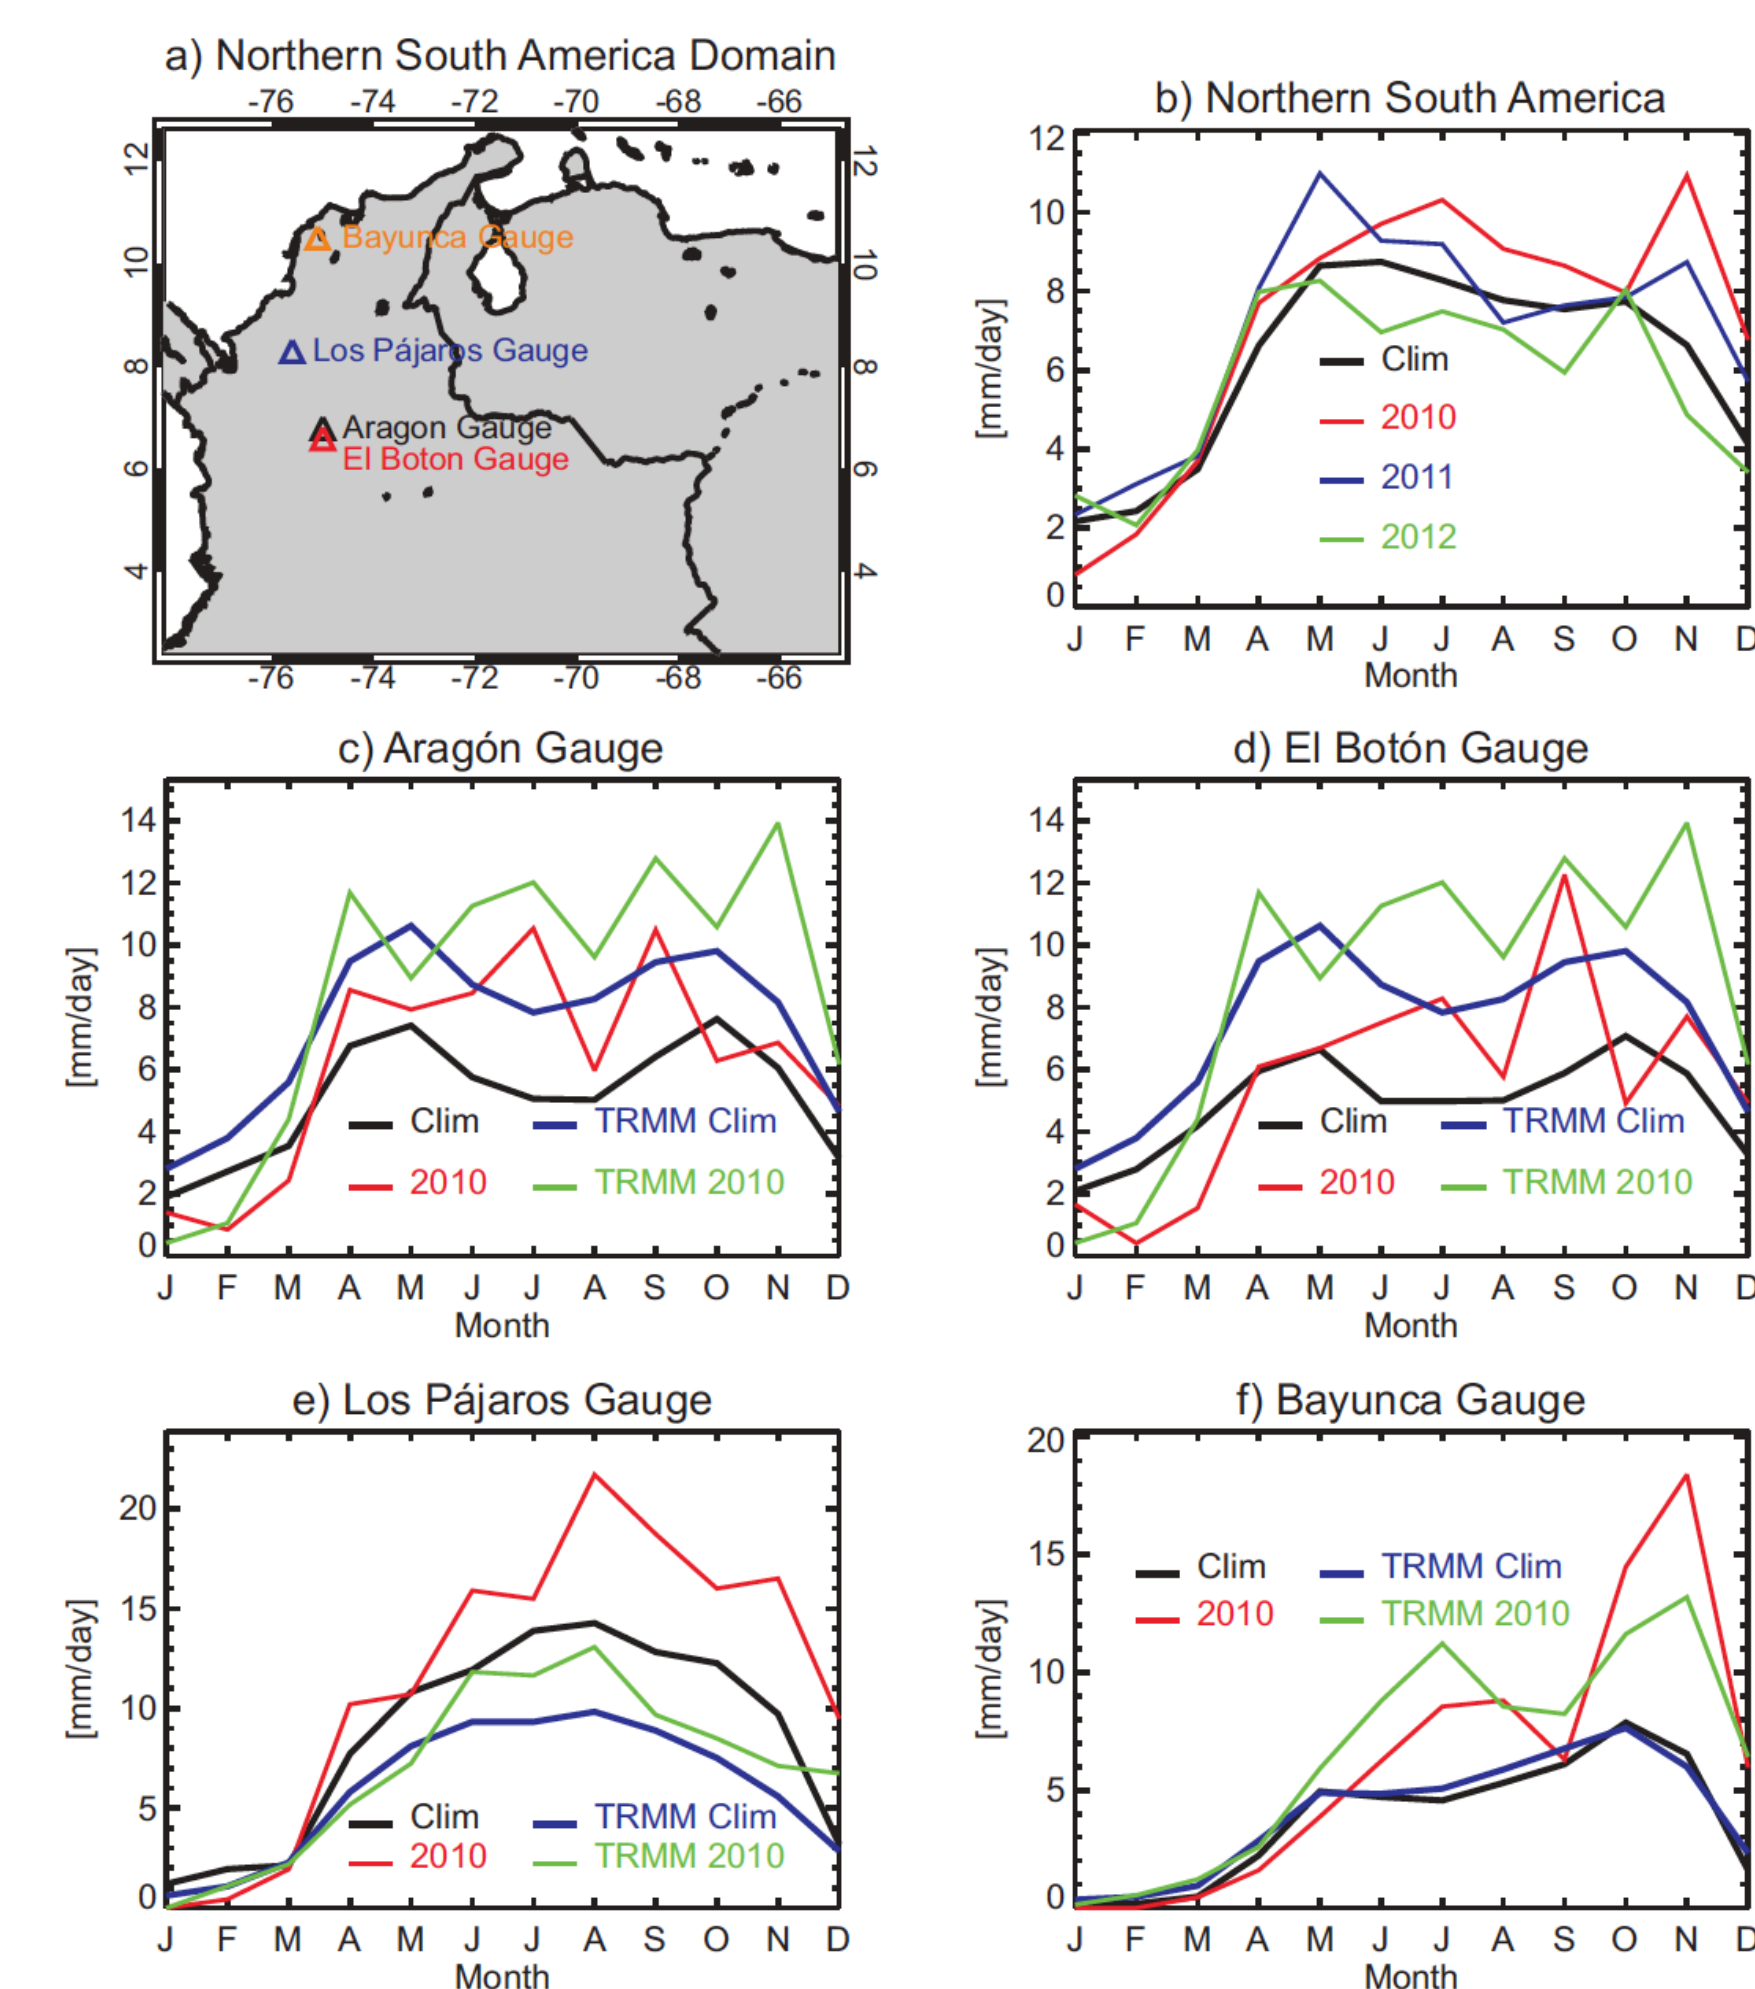 a) Northern South America Domain
-76 -74 -72 -70 -68 -66
12 12
Bayunca Gauge
10 10
Los Pájaros Gauge
8 8
Aragon Gauge
El Boton Gauge
6 6
4 4
-76 -74 -72 -70 -68 -66
b) Northern South America
12
10
8
6
4
2
0
[mm/day]
Clim
2010
2011
2012
J F M A M J J A S O N D
Month
c) Aragón Gauge
14
12
10
8
6
4
2
0
[mm/day]
Clim TRMM Clim
2010 TRMM 2010
J F M A M J J A S O N D
Month
d) El Botón Gauge
14
12
10
8
6
4
2
0
[mm/day]
Clim TRMM Clim
2010 TRMM 2010
J F M A M J J A S O N D
Month
e) Los Pájaros Gauge
20
15
10
5
0
[mm/day]
Clim TRMM Clim
2010 TRMM 2010
J F M A M J J A S O N D
Month
f) Bayunca Gauge
20
15
10
5
0
[mm/day]
Clim TRMM Clim
2010 TRMM 2010
J F M A M J J A S O N D
Month